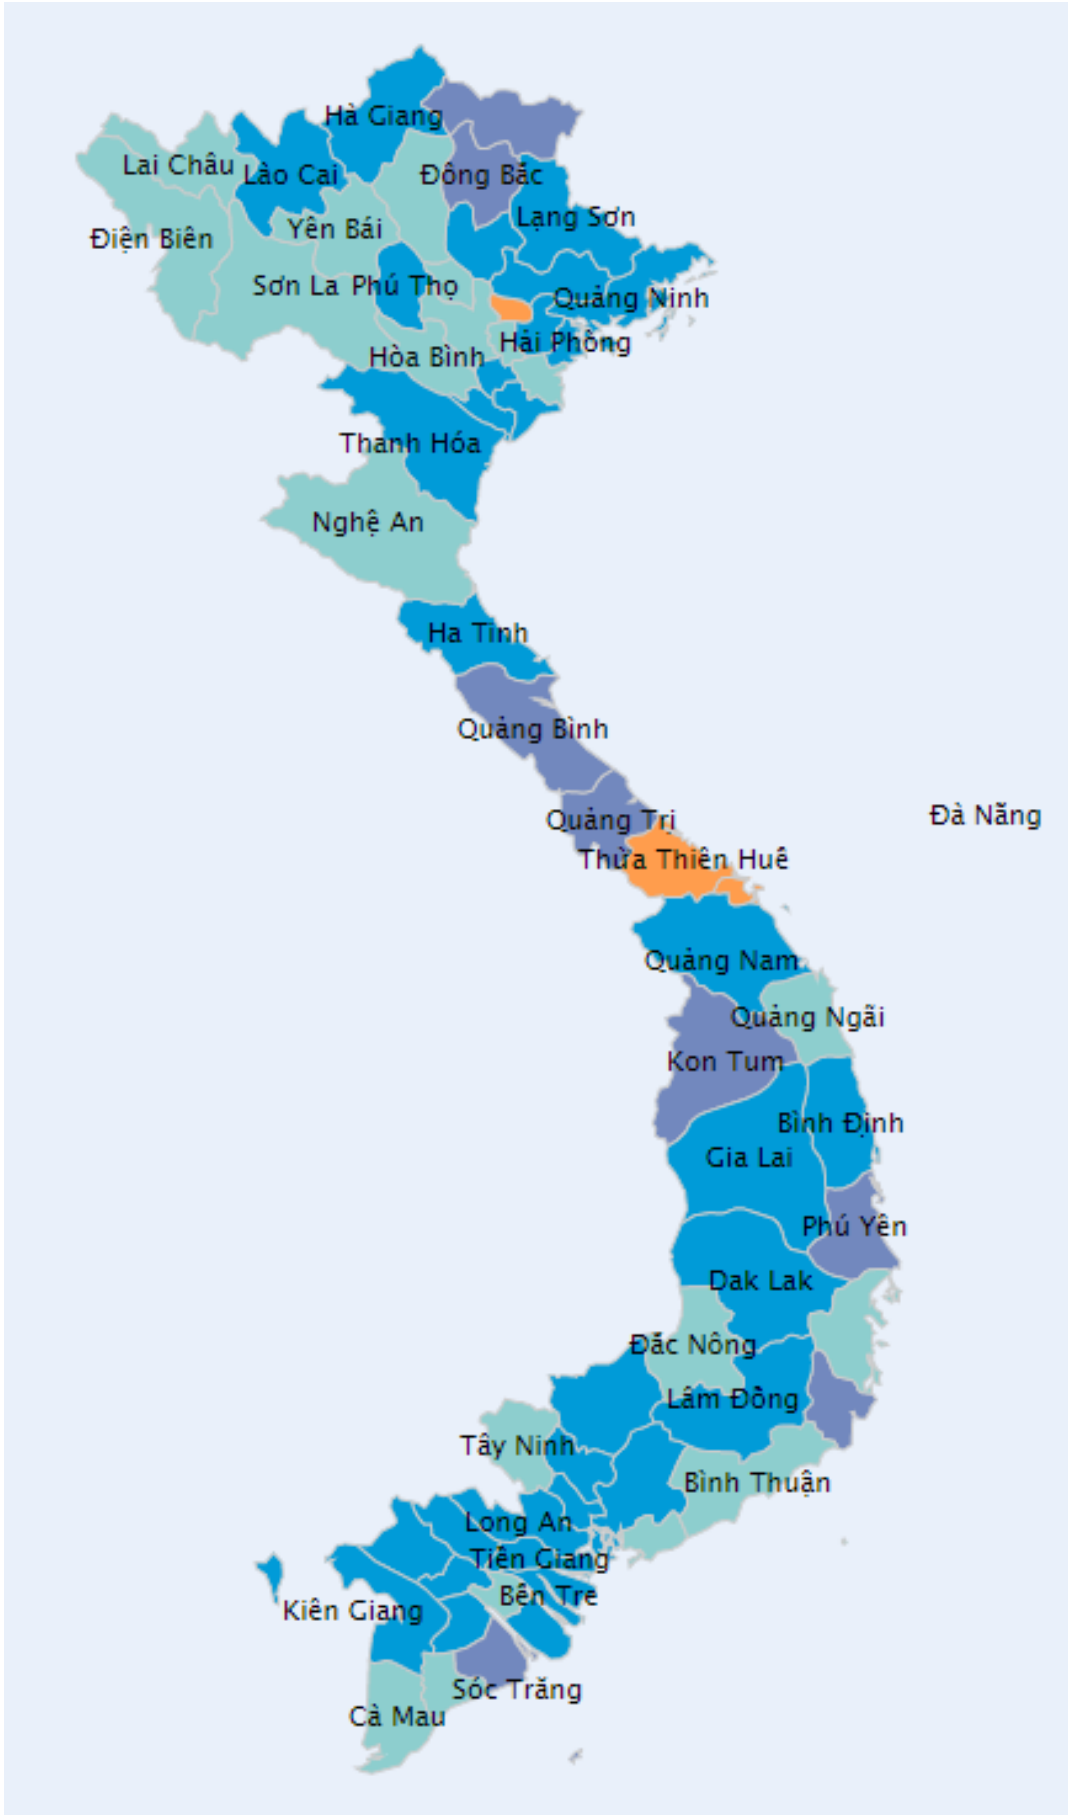 Hà Giang
Lai Châu
Lào Cai
Đông Bắc
Lạng Sơn
Điện Biên
Yên Bái
Sơn La
Phú Thọ
Quảng Ninh
Hải Phòng
Hòa Bình
Thanh Hóa
Nghệ An
Ha Tinh
Quảng Bình
Quảng Trị
Đà Nẵng
Thừa Thiên Huế
Quảng Nam
Quảng Ngãi
Kon Tum
Bình Định
Gia Lai
Phú Yên
Dak Lak
Đắc Nông
Lâm Đồng
Tây Ninh
Bình Thuận
Long An
Tiền Giang
Bến Tre
Kiên Giang
Sóc Trăng
Cà Mau